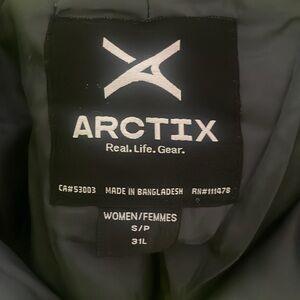 ARCTIX
Real.Life.Gear.
CA#53003 MADE IN BANGLADESH RN#111478
WOMEN/FEMMES
S/P
31L